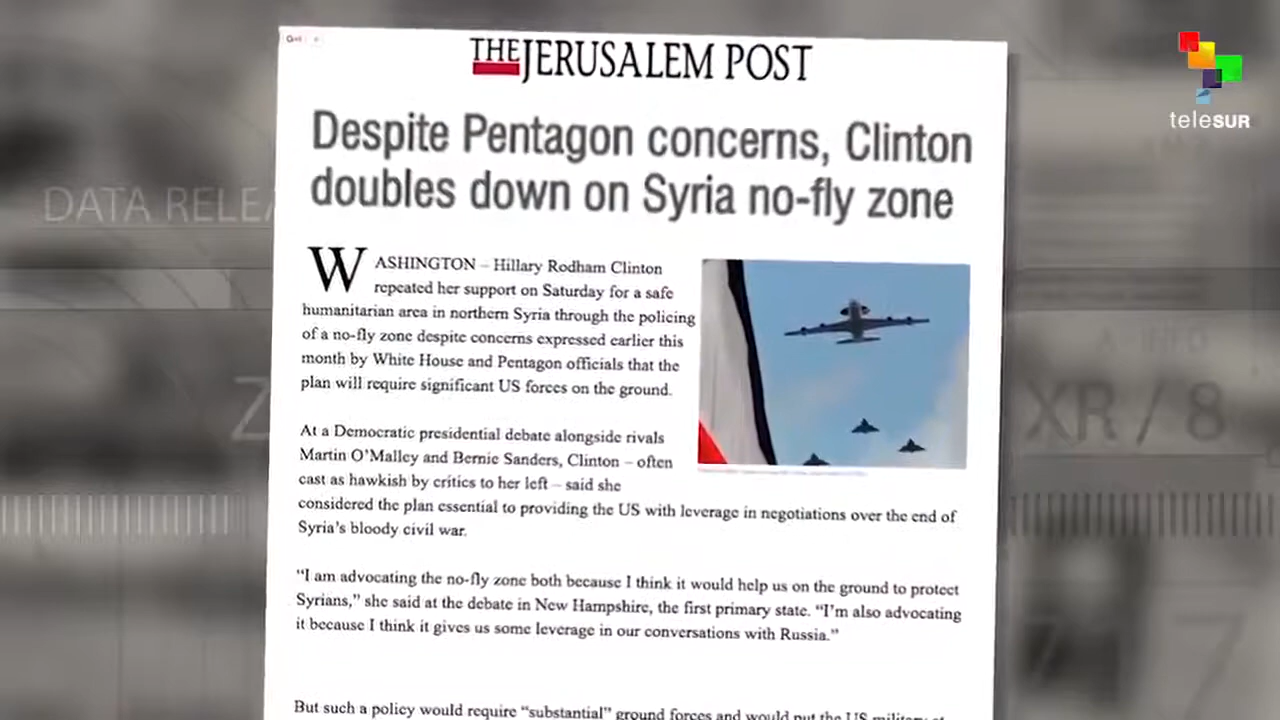 THE JERUSALEM POST
telesUR
Despite Pentagon concerns, Clinton
doubles down on Syria no-fly zone
DATA RELEA
WASHINGTON – Hillary Rodham Clinton
repeated her support on Saturday for a safe
humanitarian area in northern Syria through the policing
of a no-fly zone despite concerns expressed earlier this
month by White House and Pentagon officials that the
plan will require significant US forces on the ground.
XR / 8
At a Democratic presidential debate alongside rivals
Martin O’Malley and Bernie Sanders, Clinton – often
cast as hawkish by critics to her left – said she
considered the plan essential to providing the US with leverage in negotiations over the end of
Syria’s bloody civil war.
“I am advocating the no-fly zone both because I think it would help us on the ground to protect
Syrians,” she said at the debate in New Hampshire, the first primary state. “I’m also advocating
it because I think it gives us some leverage in our conversations with Russia.”
But such a policy would require “substantial” ground forces and would put the US military at